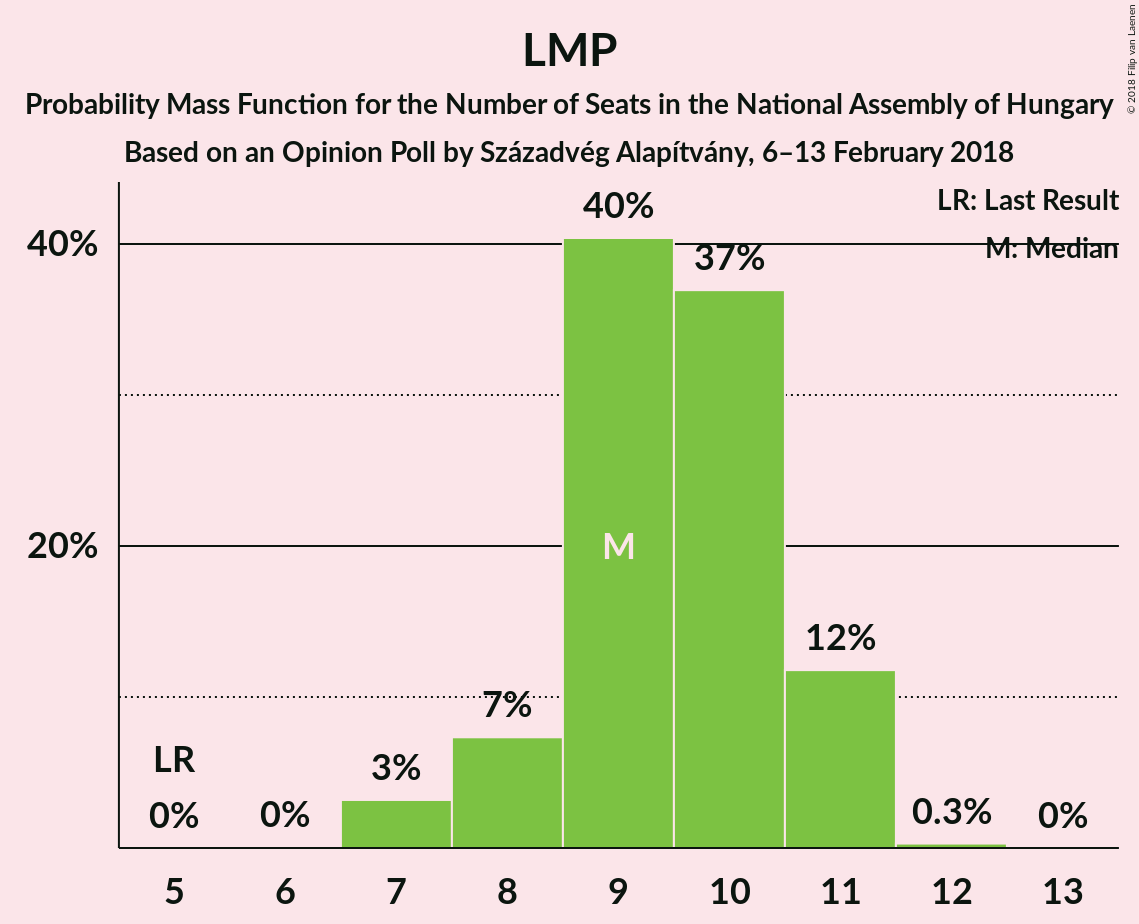 LMP
Probability Mass Function for the Number of Seats in the National Assembly of Hungary
Based on an Opinion Poll by Századvég Alapítvány, 6–13 February 2018
© 2018 Filip van Laenen
LR: Last Result
M: Median
40%
20%
LR
0%
0%
3%
7%
40%
M
37%
12%
0.3%
0%
5 6 7 8 9 10 11 12 13